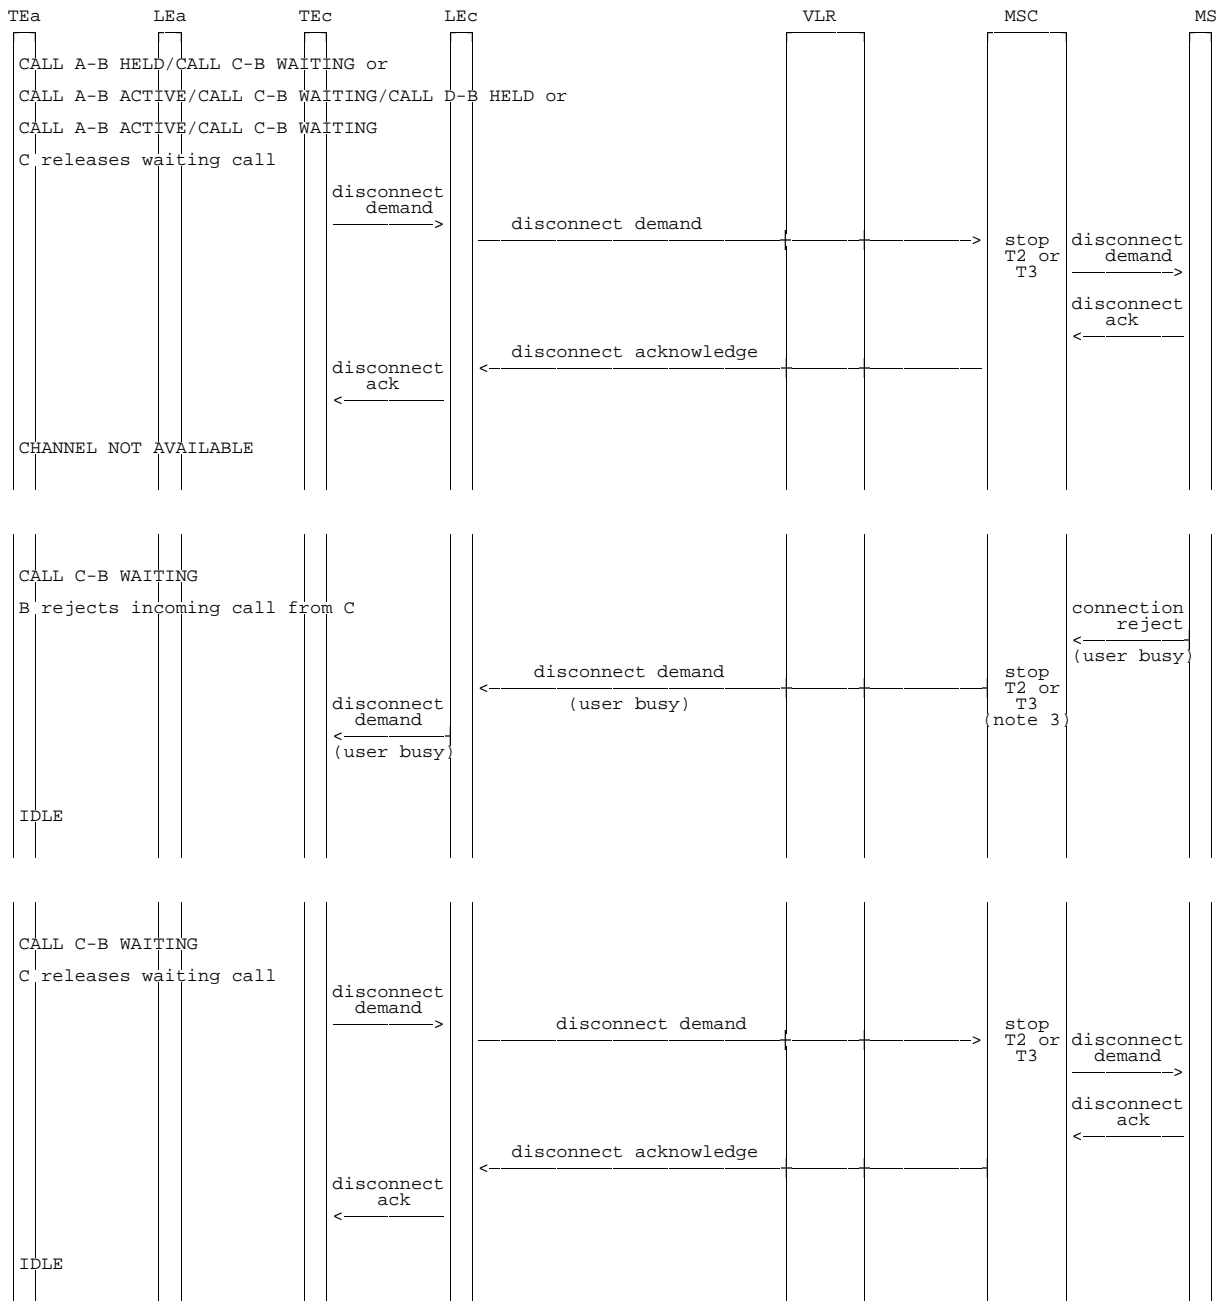 TEa LEa TEc LEc VLR MSC MS
CALL A-B HELD/CALL C-B WAITING or
CALL A-B ACTIVE/CALL C-B WAITING/CALL D-B HELD or
CALL A-B ACTIVE/CALL C-B WAITING
C releases waiting call
disconnect
demand
disconnect demand
stop
T2 or
T3
disconnect
demand
disconnect
ack
disconnect acknowledge
disconnect
ack
CHANNEL NOT AVAILABLE
CALL C-B WAITING
B rejects incoming call from C
connection
reject
(user busy)
disconnect demand
(user busy)
stop
T2 or
T3
(note 3)
disconnect
demand
(user busy)
IDLE
CALL C-B WAITING
C releases waiting call
disconnect
demand
disconnect demand
stop
T2 or
T3
disconnect
demand
disconnect
ack
disconnect acknowledge
disconnect
ack
IDLE